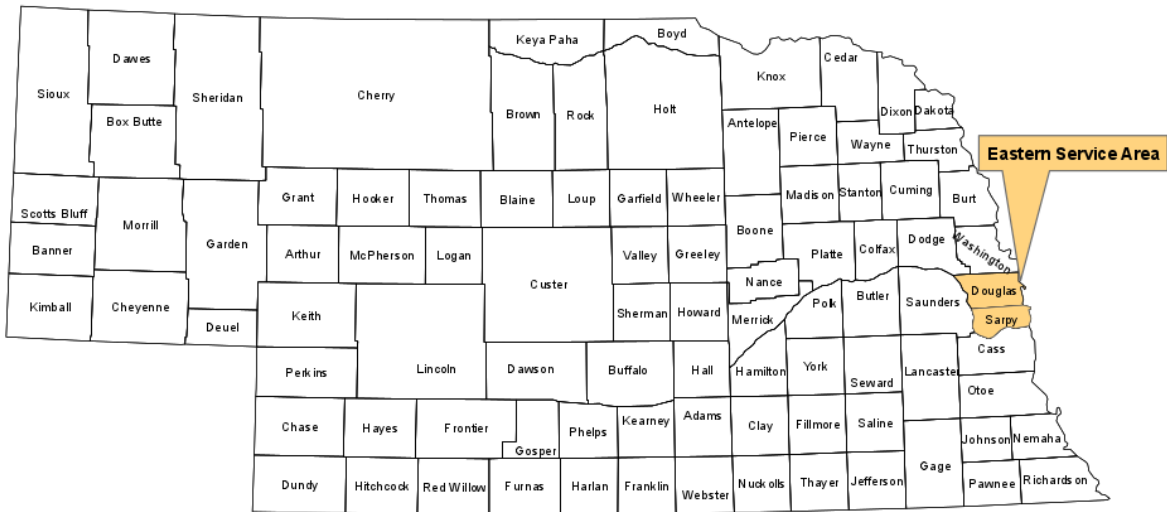 Keya Paha
Boyd
Dawes
Cedar
Knox
Sioux
Sheridan
Cherry
Brown
Rock
Holt
Dixon
Dakota
Box Butte
Antelope
Pierce
Wayne
Thurston
Eastern Service Area
Grant
Hooker
Thomas
Blaine
Loup
Garfield
Wheeler
Madison
Stanton
Cuming
Burt
Scotts Bluff
Morrill
Garden
Banner
Arthur
McPherson
Logan
Valley
Greeley
Boone
Platte
Colfax
Dodge
Washington
Custer
Nance
Douglas
Kimball
Cheyenne
Keith
Sherman
Howard
Merrick
Polk
Butler
Saunders
Sarpy
Deuel
Cass
Perkins
Lincoln
Dawson
Buffalo
Hall
Hamilton
York
Seward
Lancaster
Otoe
Chase
Hayes
Frontier
Gosper
Phelps
Kearney
Adams
Clay
Fillmore
Saline
Johnson
Nemaha
Gage
Dundy
Hitchcock
Red Willow
Furnas
Harlan
Franklin
Webster
Nuckolls
Thayer
Jefferson
Pawnee
Richardson